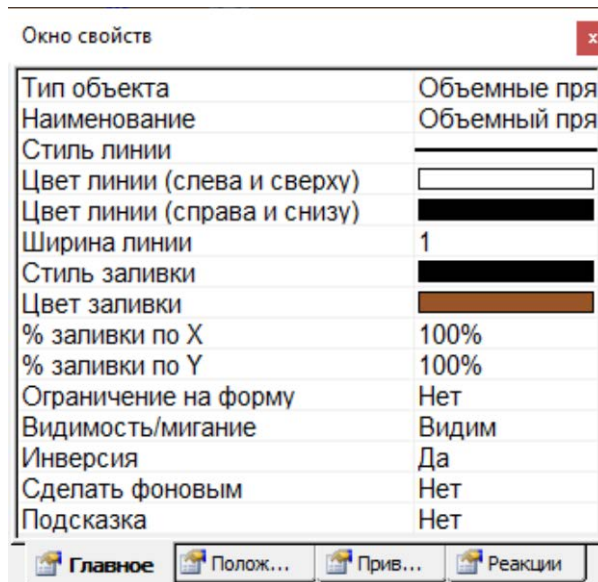 Окно свойств x
Тип объекта Объемные пря
Наименование Объемный пря
Стиль линии
Цвет линии (слева и сверху)
Цвет линии (справа и снизу)
Ширина линии 1
Стиль заливки
Цвет заливки
% заливки по X 100%
% заливки по Y 100%
Ограничение на форму Нет
Видимость/мигание Видим
Инверсия Да
Сделать фоновым Нет
Подсказка Нет
Главное Полож... Прив... Реакции